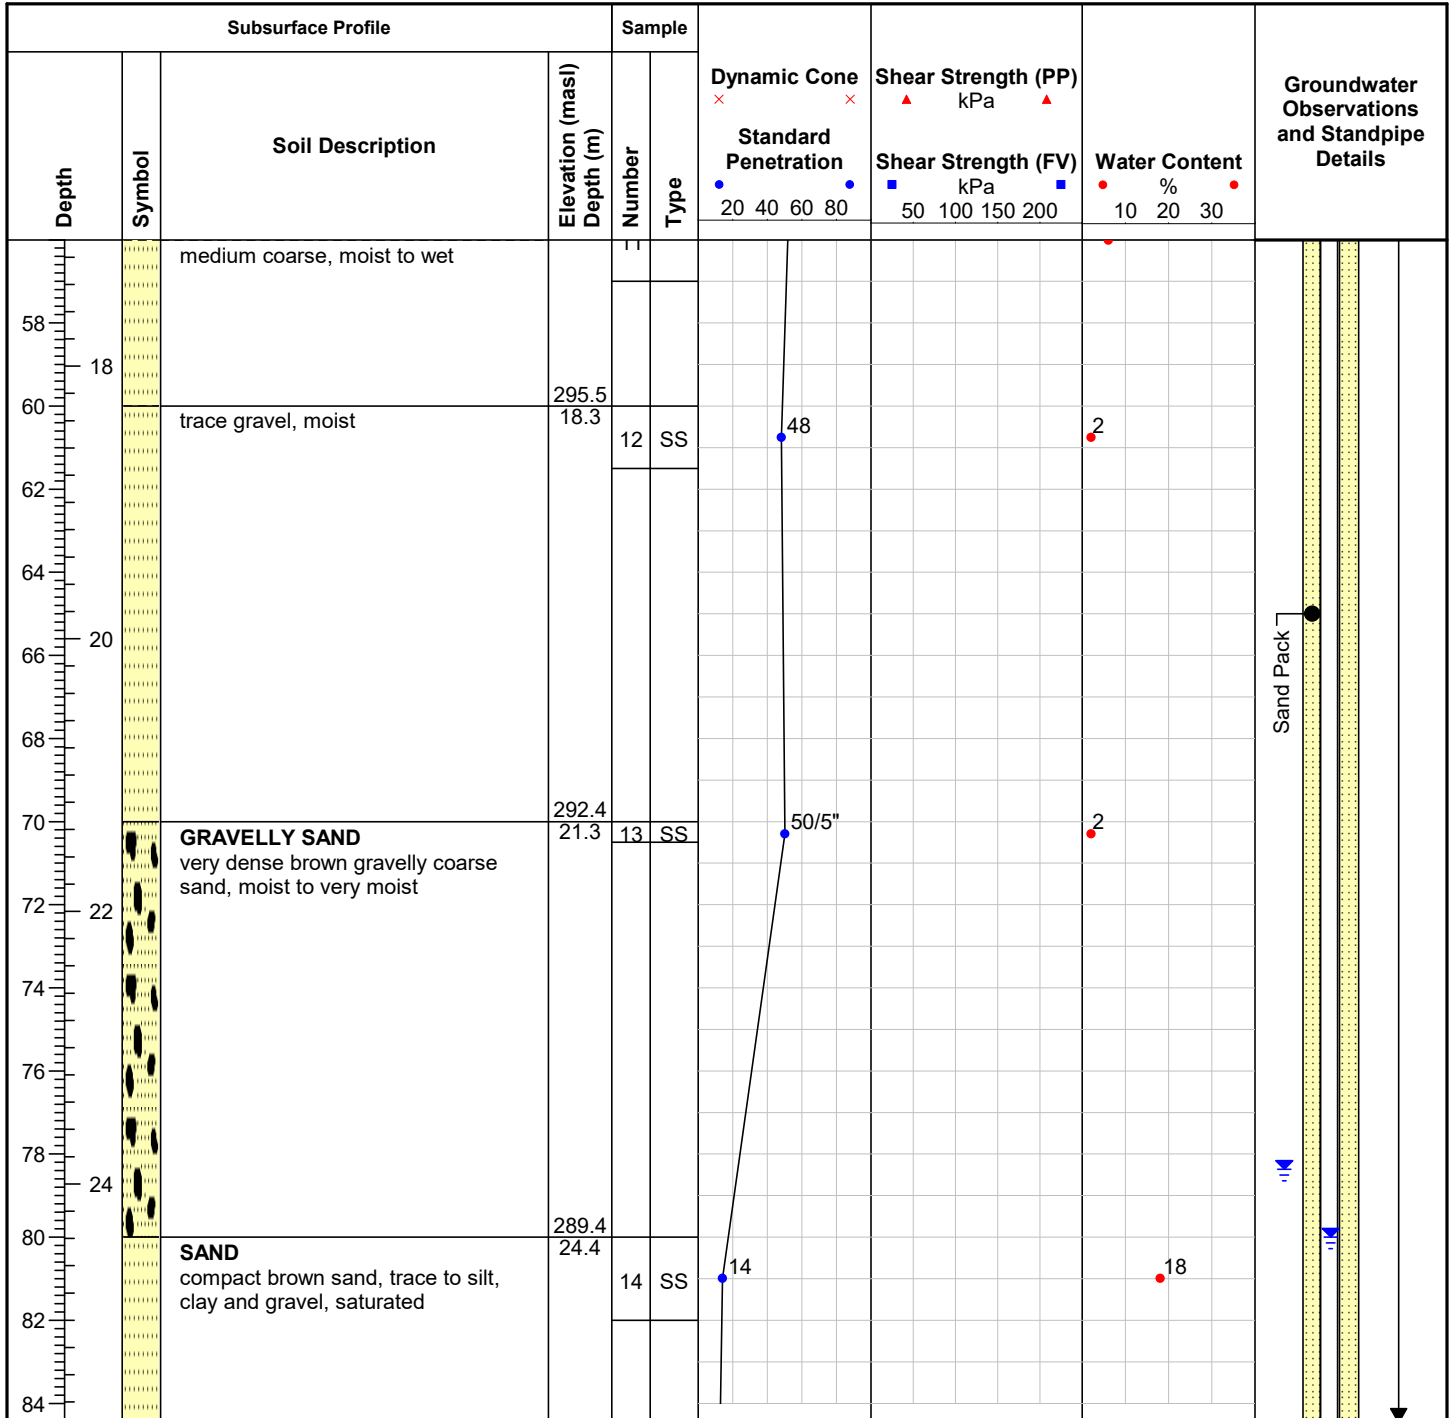 Subsurface Profile
Sample
Depth
Symbol
Soil Description
Elevation (masl)
Depth (m)
Number
Type
Dynamic Cone
Standard
Penetration
20 40 60 80
Shear Strength (PP)
kPa
Shear Strength (FV)
kPa
50 100 150 200
Water Content
%
10 20 30
Groundwater
Observations
and Standpipe
Details
medium coarse, moist to wet
58
18
295.5
60
trace gravel, moist
18.3
12 SS
48
2
62
64
20
66
Sand Pack
68
292.4
70
GRAVELLY SAND
21.3
13 SS
50/5"
2
very dense brown gravelly coarse
sand, moist to very moist
72
22
74
76
78
24
289.4
80
SAND
24.4
compact brown sand, trace to silt,
clay and gravel, saturated
14 SS
14
18
82
84